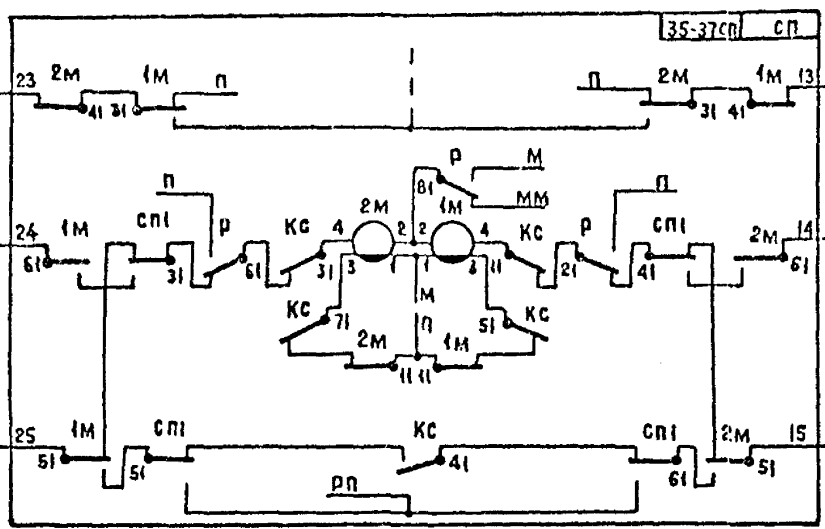 35-37СП СП
23 2М 1М П П 2М 1М 13
41 31 31 41
Р М
81 ММ
П П
24 1М СП1 Р КС 4 2М 2 2 1М 4 КС Р СП1 2М 14
61 31 61 31 3 1 1 3 11 21 41 61
КС 71 М 51 КС
П
2М 1М
11 11
25 1М СП1 КС СП1 2М 15
51 51 41 61 51
РП